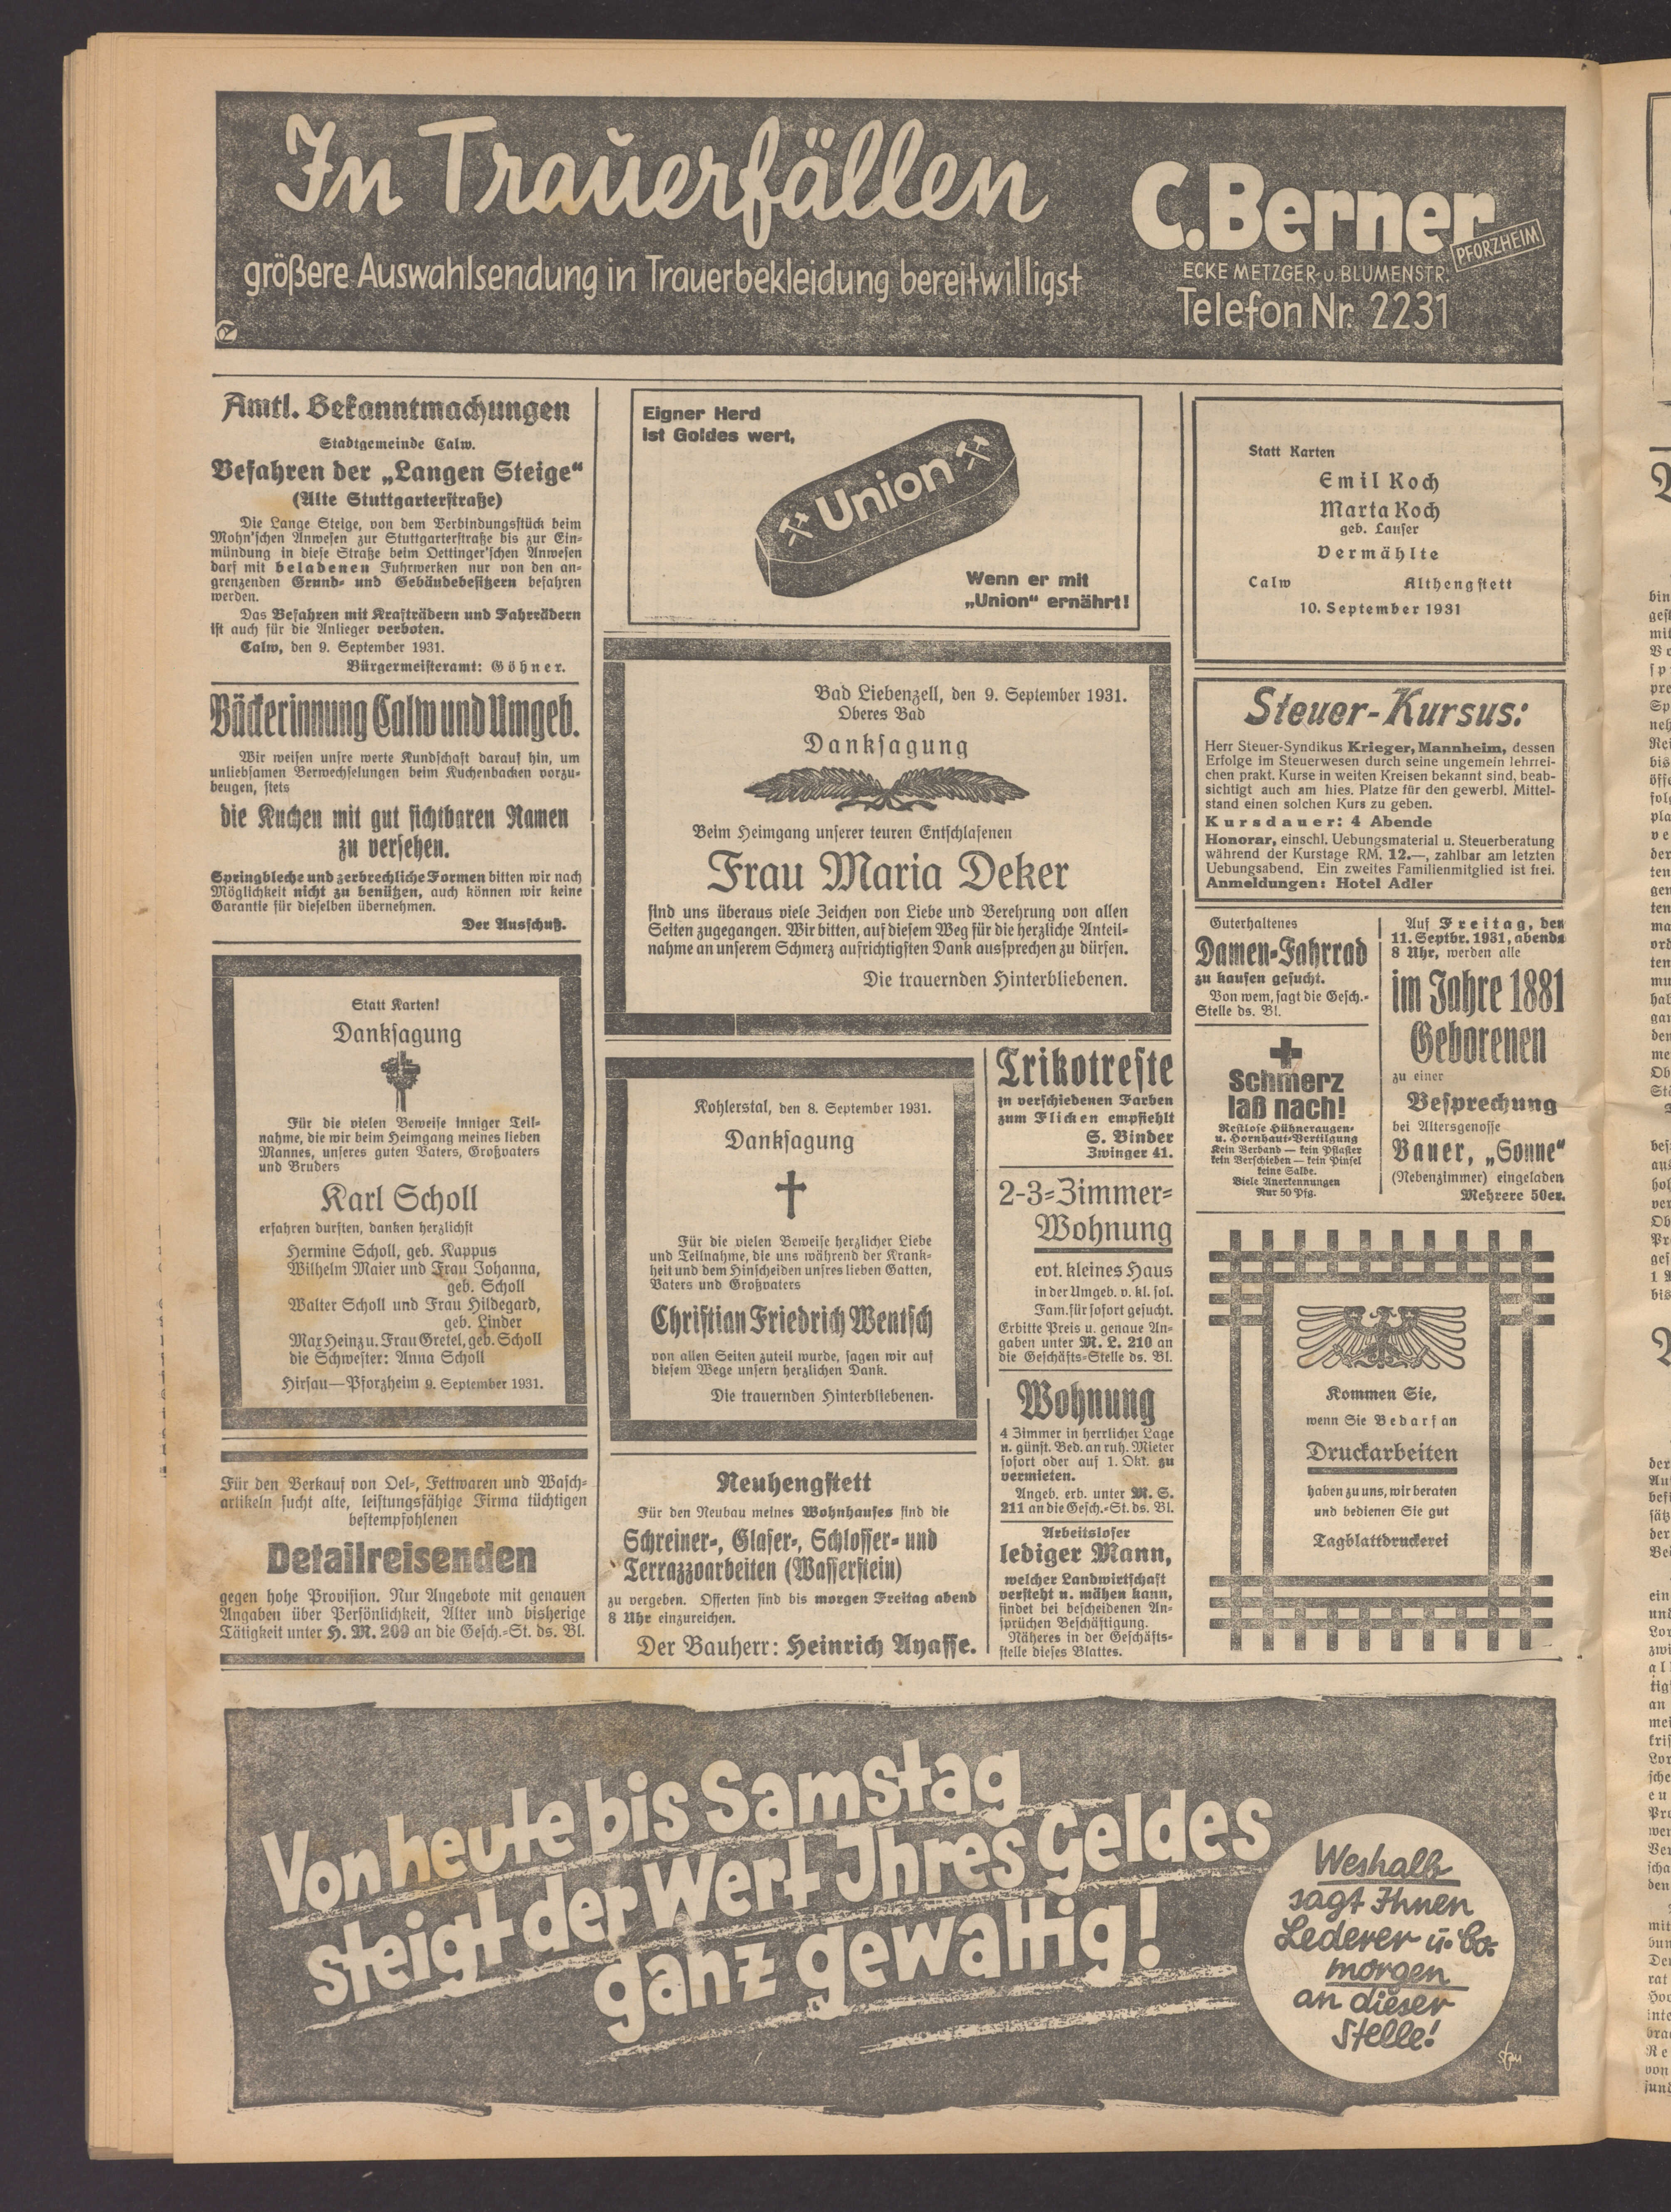 In Trauerfällen
größere Auswahlsendung in Trauerbekleidung bereitwilligst
C. Berner
PFORZHEIM
ECKE METZGER- u. BLUMENSTR.
Telefon Nr. 2231
Amtl. Bekanntmachungen
Stadtgemeinde Calw.
Befahren der „Langen Steige“
(Alte Stuttgarterstraße)
Die Lange Steige, von dem Verbindungsstück beim
Mohn'schen Anwesen zur Stuttgarterstraße bis zur Ein-
mündung in diese Straße beim Oettinger'schen Anwesen
darf mit beladenen Fuhrwerken nur von den an-
grenzenden Grund- und Gebäudebesitzern befahren
werden.
Das Befahren mit Krafträdern und Fahrrädern
ist auch für die Anlieger verboten.
Calw, den 9. September 1931.
Bürgermeisteramt: Göhner.
Bäckerinnung Calw und Umgeb.
Wir weisen unsre werte Kundschaft darauf hin, um
unliebsamen Verwechselungen beim Kuchenbacken vorzu-
beugen, stets
die Kuchen mit gut sichtbaren Namen
zu versehen.
Springbleche und zerbrechliche Formen bitten wir nach
Möglichkeit nicht zu benützen, auch können wir keine
Garantie für dieselben übernehmen.
Der Ausschuß.
Statt Karten!
Danksagung
Für die vielen Beweise inniger Teil-
nahme, die wir beim Heimgang meines lieben
Mannes, unseres guten Vaters, Großvaters
und Bruders
Karl Scholl
erfahren durften, danken herzlichst
Hermine Scholl, geb. Kappus
Wilhelm Maier und Frau Johanna,
geb. Scholl
Walter Scholl und Frau Hildegard,
geb. Linder
Max Heinz u. Frau Gretel, geb. Scholl
die Schwester: Anna Scholl
Hirsau—Pforzheim 9. September 1931.
Für den Verkauf von Oel-, Fettwaren und Wasch-
artikeln sucht alte, leistungsfähige Firma tüchtigen
bestempfohlenen
Detailreisenden
gegen hohe Provision. Nur Angebote mit genauen
Angaben über Persönlichkeit, Alter und bisherige
Tätigkeit unter H. M. 209 an die Gesch.-St. ds. Bl.
Eigner Herd
ist Goldes wert,
Union
Wenn er mit
„Union“ ernährt!
Bad Liebenzell, den 9. September 1931.
Oberes Bad
Danksagung
Beim Heimgang unserer teuren Entschlafenen
Frau Maria Deker
sind uns überaus viele Zeichen von Liebe und Verehrung von allen
Seiten zugegangen. Wir bitten, auf diesem Weg für die herzliche Anteil-
nahme an unserem Schmerz aufrichtigsten Dank aussprechen zu dürfen.
Die trauernden Hinterbliebenen.
Kohlerstal, den 8. September 1931.
Danksagung
Für die vielen Beweise herzlicher Liebe
und Teilnahme, die uns während der Krank-
heit und dem Hinscheiden unsres lieben Gatten,
Vaters und Großvaters
Christian Friedrich Wentsch
von allen Seiten zuteil wurde, sagen wir auf
diesem Wege unsern herzlichen Dank.
Die trauernden Hinterbliebenen.
Neuhengstett
Für den Neubau meines Wohnhauses sind die
Schreiner-, Glaser-, Schlosser- und
Terrazzoarbeiten (Wasserstein)
zu vergeben. Offerten sind bis morgen Freitag abend
8 Uhr einzureichen.
Der Bauherr: Heinrich Ayasse.
Trikotreste
in verschiedenen Farben
zum Flicken empfiehlt
S. Binder
Zwinger 41.
2-3-Zimmer-
Wohnung
evt. kleines Haus
in der Umgeb. v. kl. sol.
Fam. für sofort gesucht.
Erbitte Preis u. genaue An-
gaben unter M. L. 210 an
die Geschäfts-Stelle ds. Bl.
Wohnung
4 Zimmer in herrlicher Lage
u. günst. Bed. an ruh. Mieter
sofort oder auf 1. Okt. zu
vermieten.
Angeb. erb. unter M. S.
211 an die Gesch.-St. ds. Bl.
Arbeitsloser
lediger Mann,
welcher Landwirtschaft
versteht u. mähen kann,
findet bei bescheidenen An-
sprüchen Beschäftigung.
Näheres in der Geschäfts-
stelle dieses Blattes.
Statt Karten
Emil Koch
Marta Koch
geb. Lauser
Vermählte
Calw Althengstett
10. September 1931
Steuer-Kursus:
Herr Steuer-Syndikus Krieger, Mannheim, dessen
Erfolge im Steuerwesen durch seine ungemein lehrrei-
chen prakt. Kurse in weiten Kreisen bekannt sind, beab-
sichtigt auch am hies. Platze für den gewerbl. Mittel-
stand einen solchen Kurs zu geben.
Kursdauer: 4 Abende
Honorar, einschl. Uebungsmaterial u. Steuerberatung
während der Kurstage RM. 12.—, zahlbar am letzten
Uebungsabend. Ein zweites Familienmitglied ist frei.
Anmeldungen: Hotel Adler
Guterhaltenes
Damen-Fahrrad
zu kaufen gesucht.
Von wem, sagt die Gesch.-
Stelle ds. Bl.
Schmerz
laß nach!
Restlose Hühneraugen-
u. Hornhaut-Vertilgung
Kein Verband — kein Pflaster
kein Verschieben — kein Pinsel
keine Salbe.
Viele Anerkennungen
Nur 50 Pfg.
Auf Freitag, den
11. Septbr. 1931, abends
8 Uhr, werden alle
im Jahre 1881
Geborenen
zu einer
Besprechung
bei Altersgenosse
Bauer, „Sonne“
(Nebenzimmer) eingeladen
Mehrere 50er.
Kommen Sie,
wenn Sie Bedarf an
Druckarbeiten
haben zu uns, wir beraten
und bedienen Sie gut
Tagblattdruckerei
Von heute bis Samstag
steigt der Wert Ihres Geldes
ganz gewaltig!
Weshalb
sagt Ihnen
Lederer u. Co.
morgen
an dieser
Stelle!